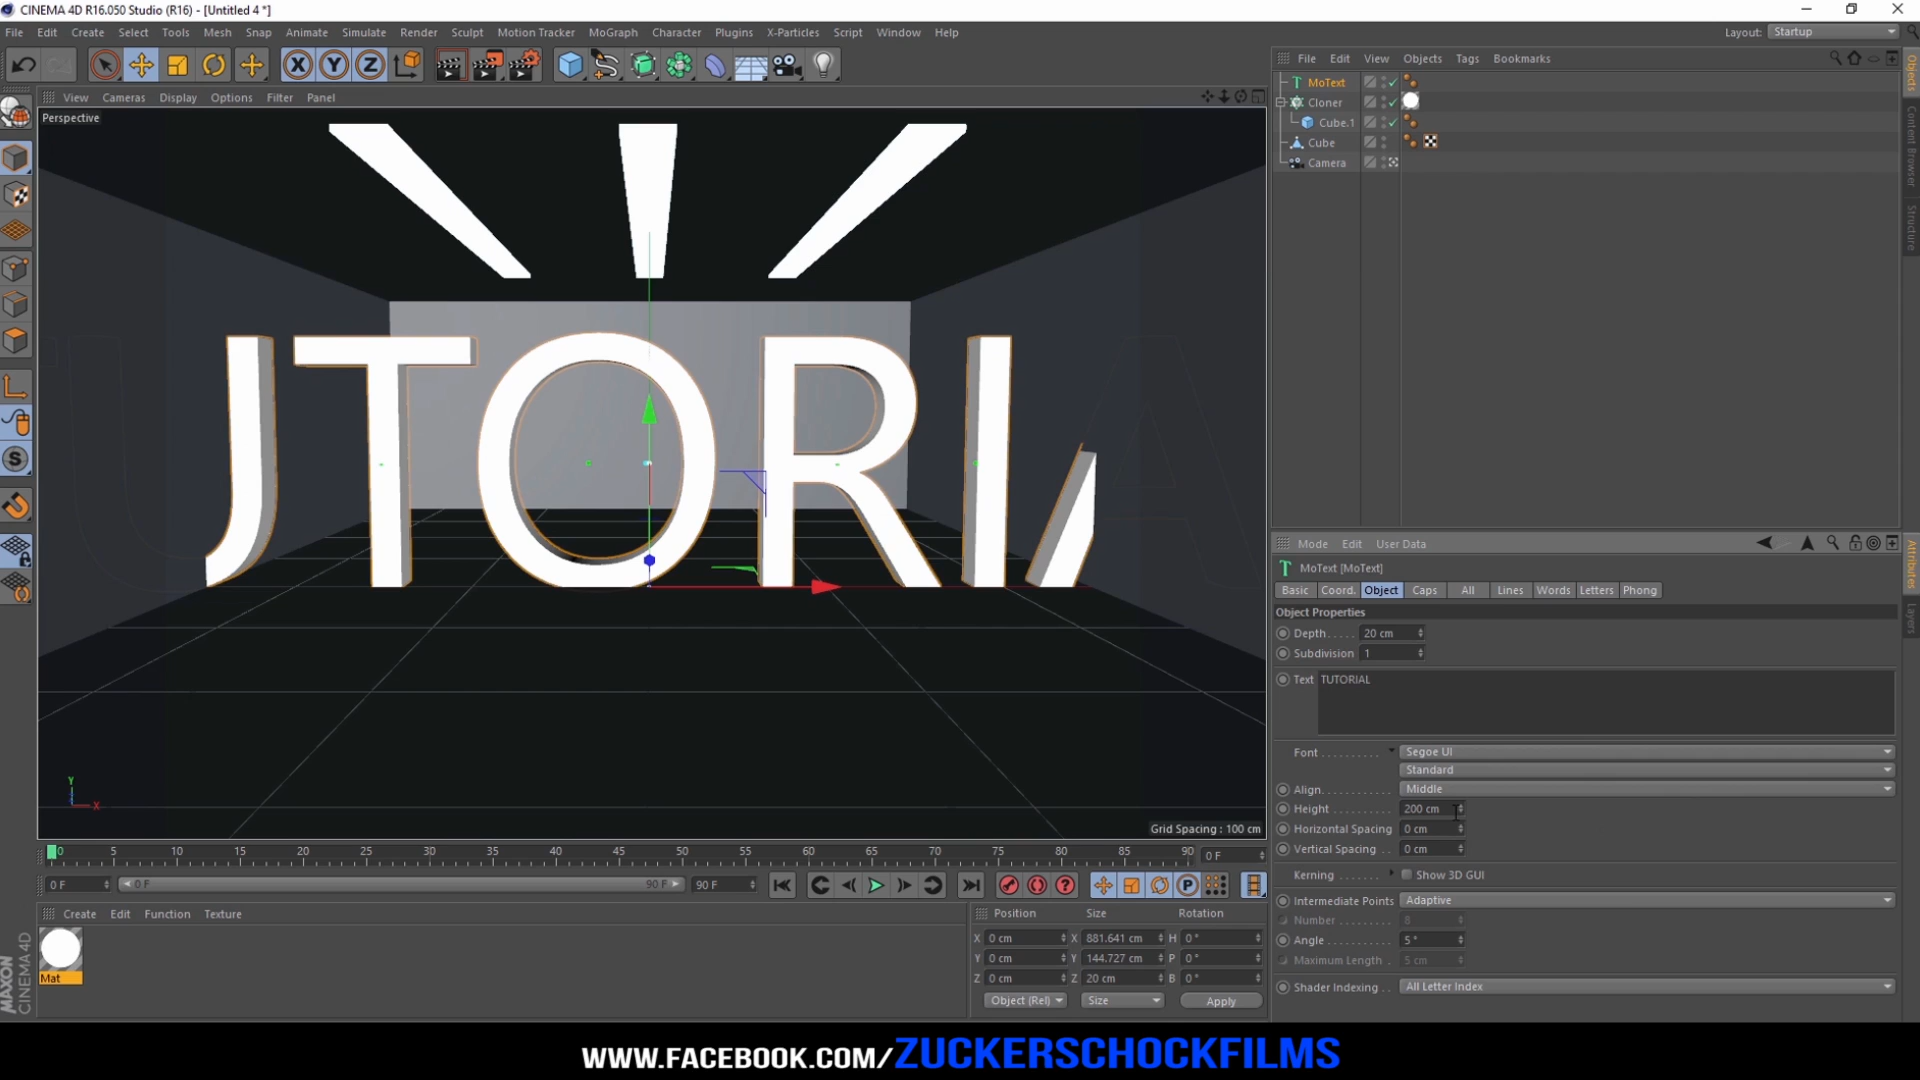 CINEMA 4D R16.050 Studio (R16) - [Untitled 4 *]
File Edit Create Select Tools Mesh Snap Animate Simulate Render Sculpt Motion Tracker MoGraph Character Plugins X-Particles Script Window Help
Layout: Startup
View Cameras Display Options Filter Panel
Perspective
UTORIA
Y
X
Grid Spacing : 100 cm
0 5 10 15 20 25 30 35 40 45 50 55 60 65 70 75 80 85 90
0 F
0 F
0 F
90 F
90 F
Create Edit Function Texture
Mat
MAXON
CINEMA 4D
Position Size Rotation
X 0 cm X 881.641 cm H 0 °
Y 0 cm Y 144.727 cm P 0 °
Z 0 cm Z 20 cm B 0 °
Object (Rel) Size Apply
File Edit View Objects Tags Bookmarks
MoText
Cloner
Cube.1
Cube
Camera
Objects
Content Browser
Structure
Mode Edit User Data
MoText [MoText]
Basic Coord. Object Caps All Lines Words Letters Phong
Object Properties
Depth..... 20 cm
Subdivision 1
Text TUTORIAL
Font.......... Segoe UI
Standard
Align........... Middle
Height......... 200 cm
Horizontal Spacing 0 cm
Vertical Spacing .. 0 cm
Kerning....... Show 3D GUI
Intermediate Points Adaptive
Number......... 8
Angle........... 5 °
Maximum Length . 5 cm
Shader Indexing .. All Letter Index
Attributes
Layers
WWW.FACEBOOK.COM/ZUCKERSCHOCKFILMS